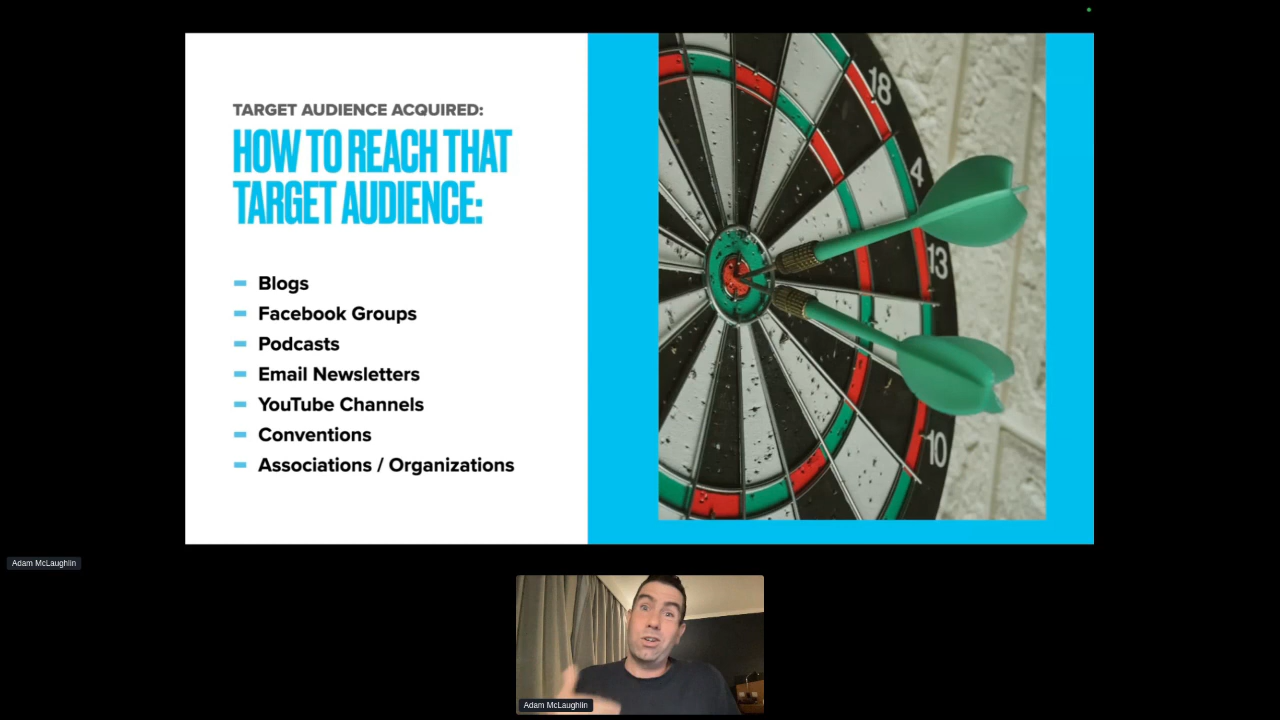 TARGET AUDIENCE ACQUIRED:
HOW TO REACH THAT
TARGET AUDIENCE:
Blogs
Facebook Groups
Podcasts
Email Newsletters
YouTube Channels
Conventions
Associations / Organizations
18
4
13
10
Adam McLaughlin
Adam McLaughlin